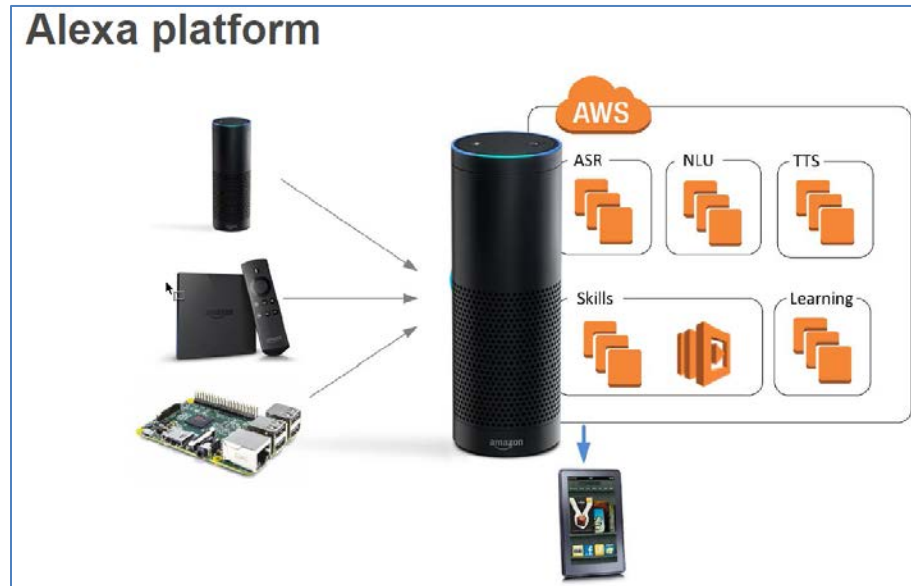 Alexa platform
AWS
ASR
NLU
TTS
Skills
Learning
amazon